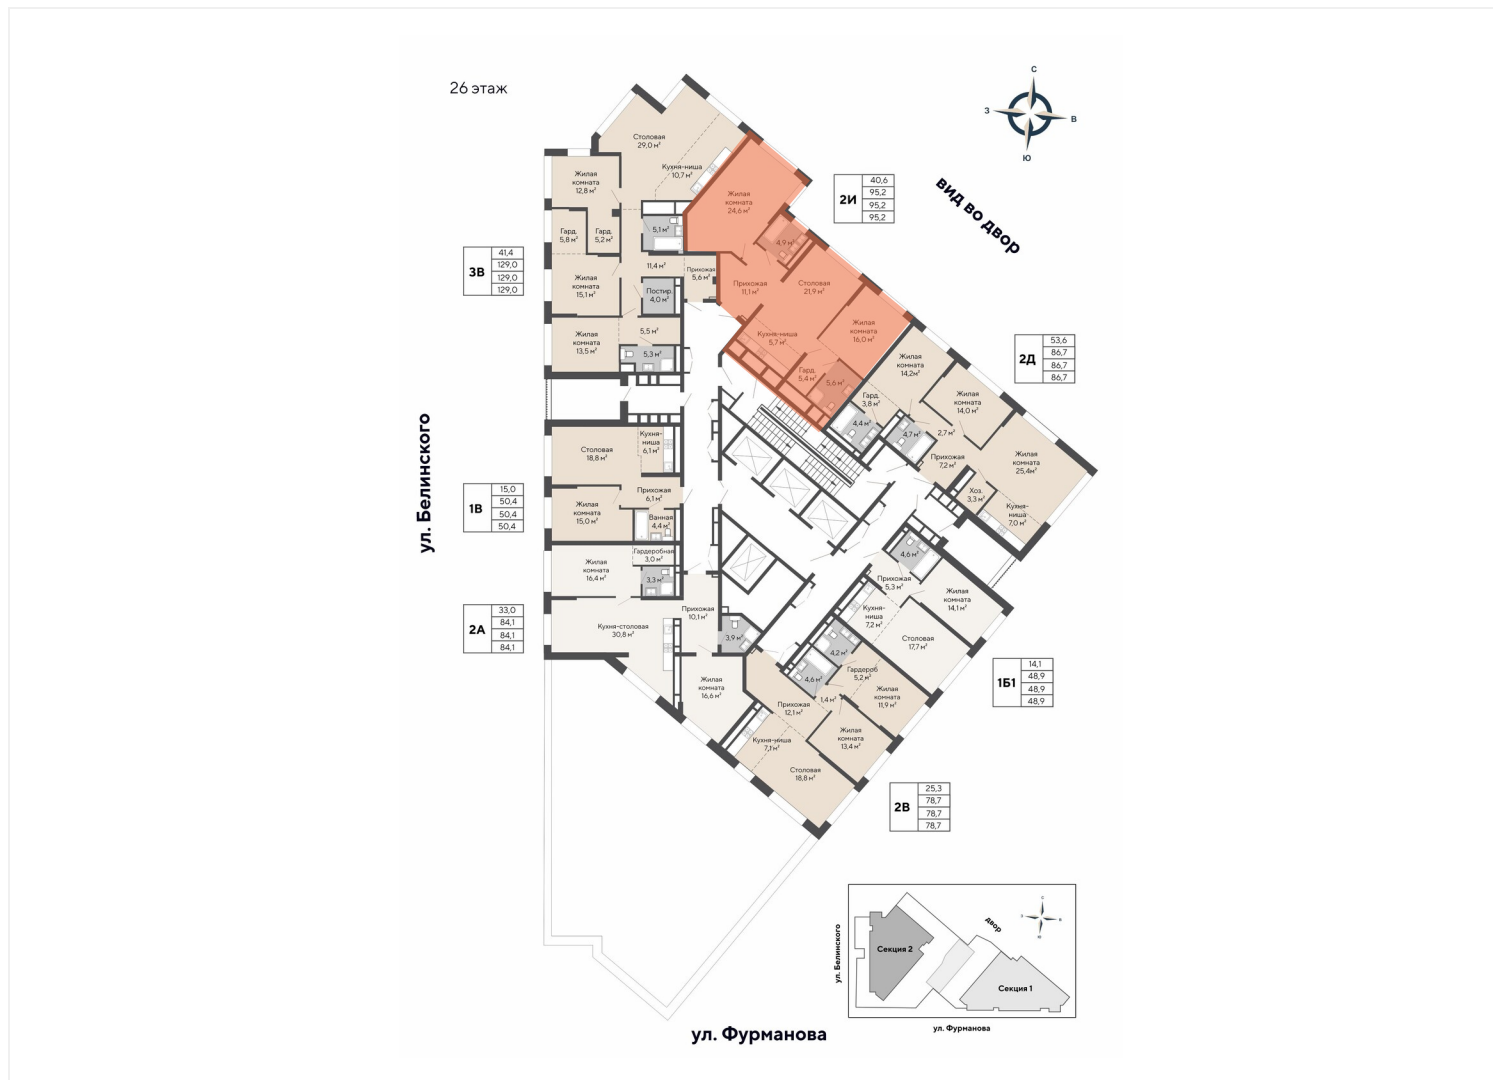 26 этаж
С
З
В
Ю
вид во двор
Столовая
29,0 м²
Кухня-ниша
10,7 м²
Жилая
комната
12,8 м²
Гард.
5,8 м²
Гард.
5,2 м²
5,1 м²
11,4 м²
Прихожая
5,6 м²
Жилая
комната
15,1 м²
Постир.
4,0 м²
Жилая
комната
13,5 м²
5,5 м²
5,3 м²
3В
41,4
129,0
129,0
129,0
Жилая
комната
24,6 м²
4,9 м²
Прихожая
11,1 м²
Столовая
21,9 м²
Кухня-ниша
5,7 м²
Жилая
комната
16,0 м²
Гард.
5,4 м²
5,6 м²
2И
40,6
95,2
95,2
95,2
Жилая
комната
14,2м²
Гард.
3,8 м²
4,4 м²
4,7 м²
2,7 м²
Жилая
комната
14,0 м²
Прихожая
7,2 м²
Жилая
комната
25,4м²
Хоз.
3,3 м²
Кухня-
ниша
7,0 м²
2Д
53,6
86,7
86,7
86,7
ул. Белинского
Столовая
18,8 м²
Кухня-
ниша
6,1 м²
Прихожая
6,1 м²
Жилая
комната
15,0 м²
Ванная
4,4 м²
1В
15,0
50,4
50,4
50,4
Жилая
комната
16,4 м²
Гардеробная
3,0 м²
3,3 м²
Кухня-столовая
30,8 м²
Прихожая
10,1 м²
3,9 м²
Жилая
комната
16,6 м²
2А
33,0
84,1
84,1
84,1
4,6 м²
Прихожая
5,3 м²
Жилая
комната
14,1 м²
Кухня-
ниша
7,2 м²
Столовая
17,7 м²
1Б1
14,1
48,9
48,9
48,9
4,2 м²
4,6 м²
Гардероб
5,2 м²
1,4 м²
Жилая
комната
11,9 м²
Прихожая
12,1 м²
Жилая
комната
13,4 м²
Кухня-ниша
7,1 м²
Столовая
18,8 м²
2В
25,3
78,7
78,7
78,7
ул. Белинского
Секция 2
двор
Секция 1
ул. Фурманова
ул. Фурманова